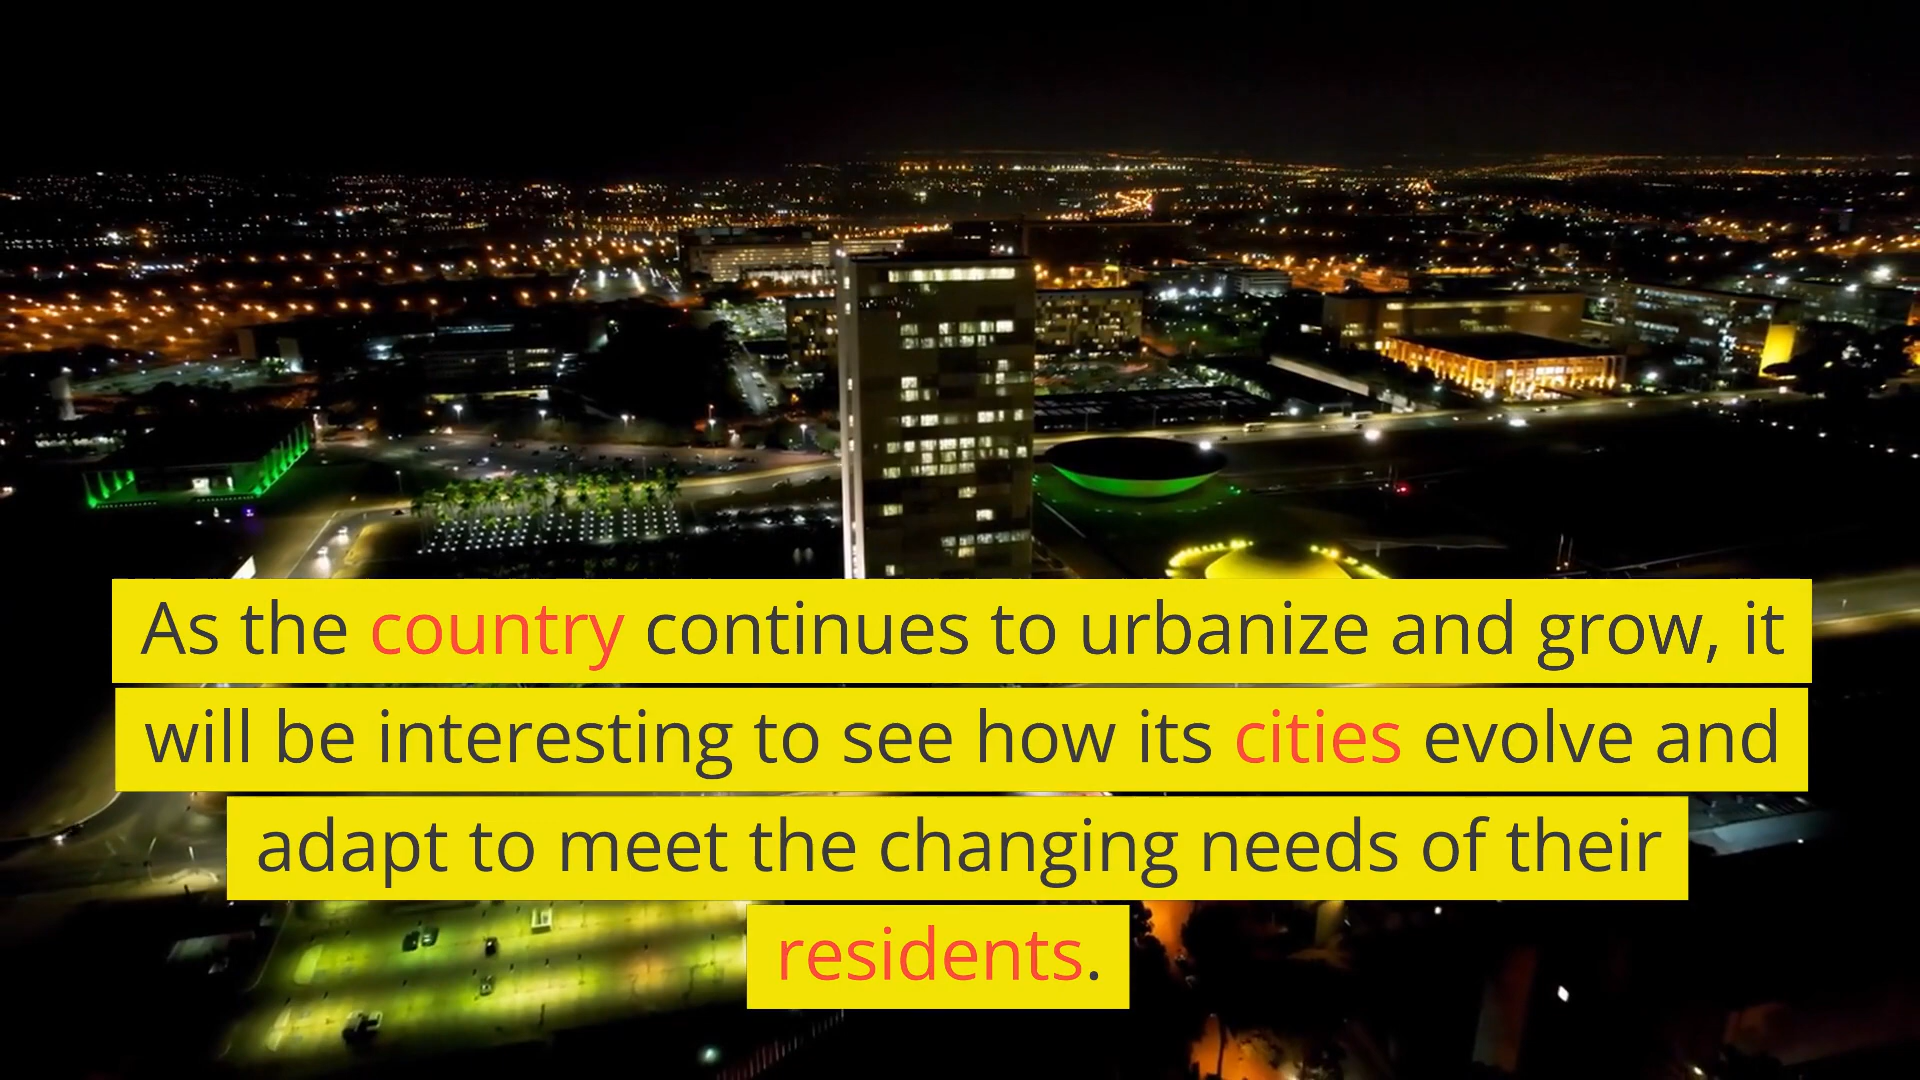 As the country continues to urbanize and grow, it
will be interesting to see how its cities evolve and
adapt to meet the changing needs of their
residents.